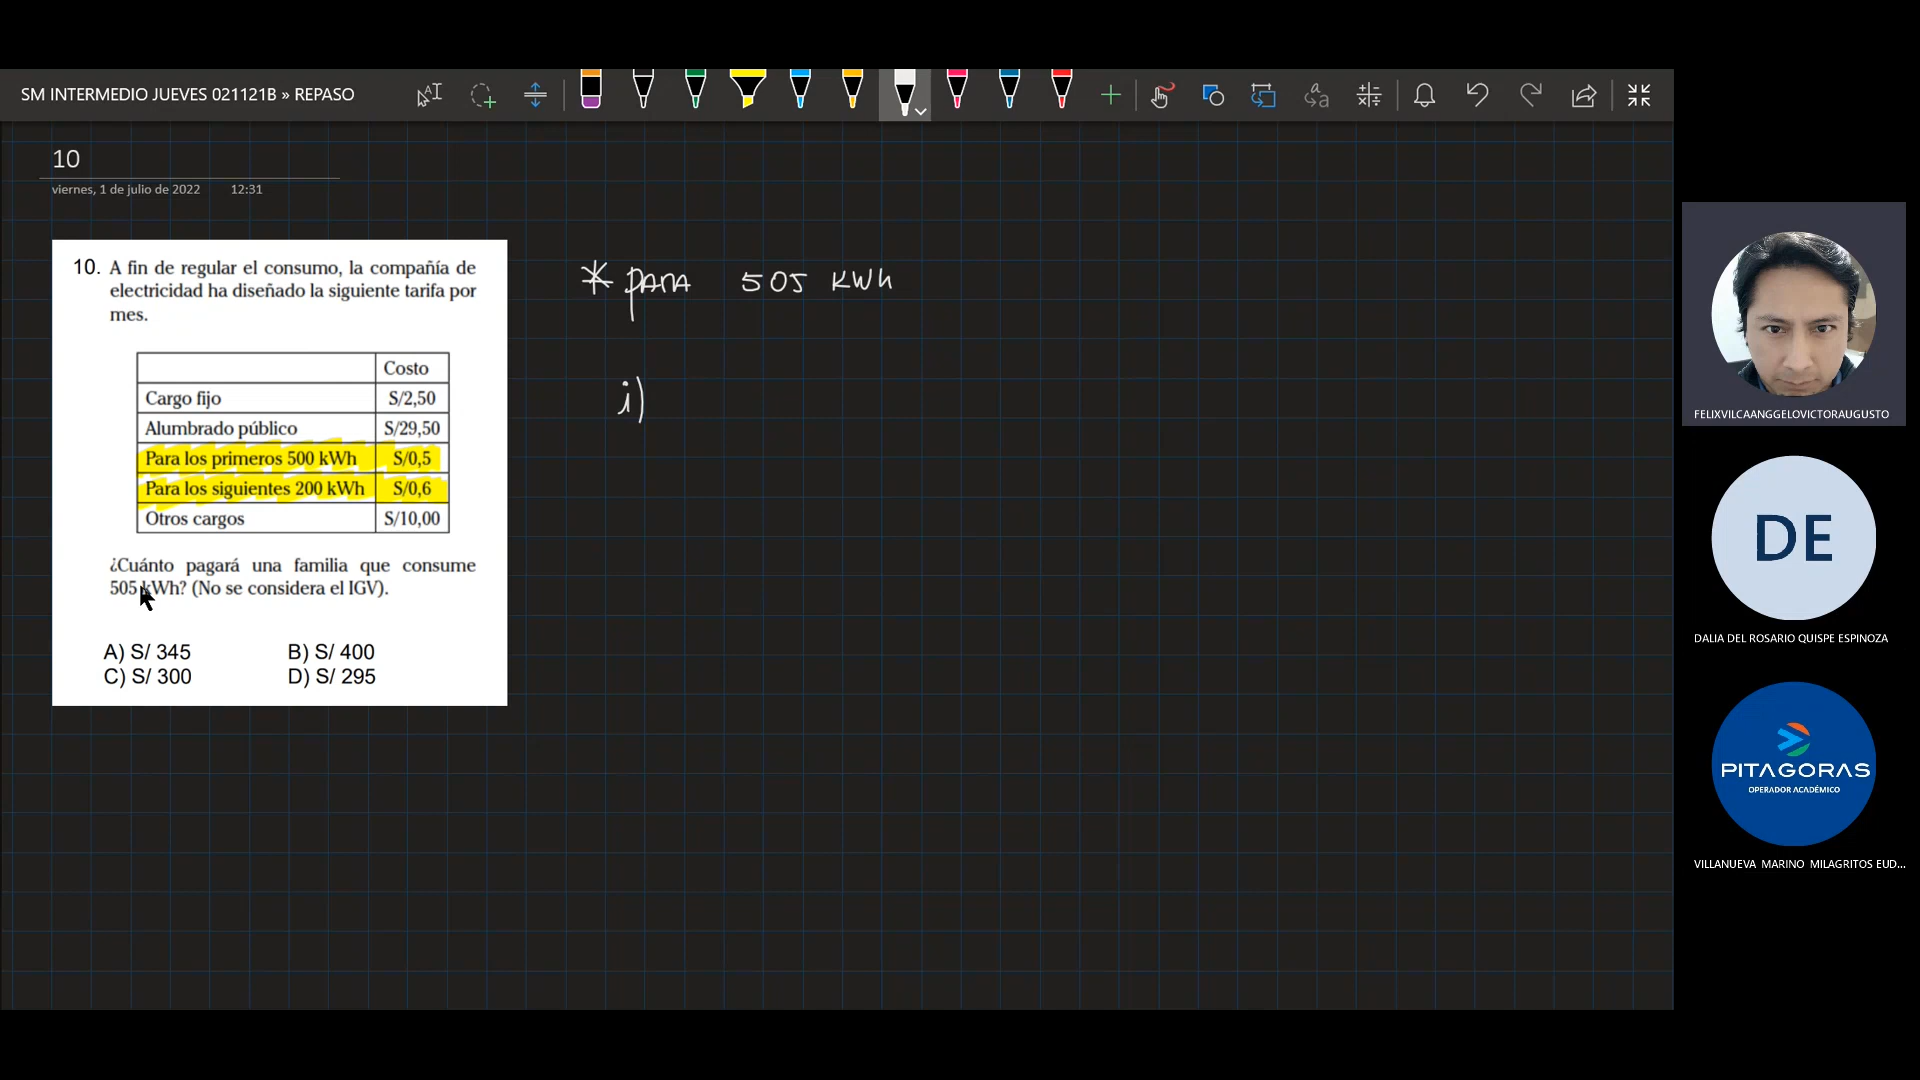 SM INTERMEDIO JUEVES 021121B » REPASO
10
viernes, 1 de julio de 2022 12:31
10. A fin de regular el consumo, la compañía de
electricidad ha diseñado la siguiente tarifa por
mes.
Costo
Cargo fijo S/2,50
Alumbrado público S/29,50
Para los primeros 500 kWh S/0,5
Para los siguientes 200 kWh S/0,6
Otros cargos S/10,00
¿Cuánto pagará una familia que consume
505 kWh? (No se considera el IGV).
A) S/ 345 B) S/ 400
C) S/ 300 D) S/ 295
* PARA 505 KWh
i)
FELIXVILCAANGGELOVICTORAUGUSTO
DE
DALIA DEL ROSARIO QUISPE ESPINOZA
PITAGORAS
OPERADOR ACADÉMICO
VILLANUEVA MARINO MILAGRITOS EUD...